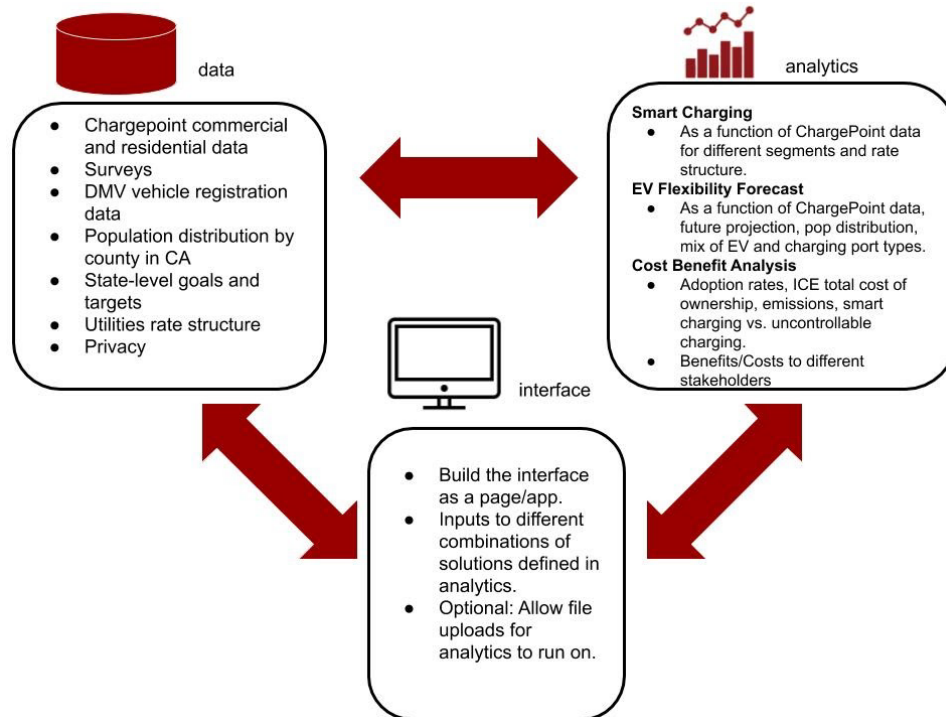 data
● Chargepoint commercial
and residential data
● Surveys
● DMV vehicle registration
data
● Population distribution by
county in CA
● State-level goals and
targets
● Utilities rate structure
● Privacy
analytics
Smart Charging
● As a function of ChargePoint data
for different segments and rate
structure.
EV Flexibility Forecast
● As a function of ChargePoint data,
future projection, pop distribution,
mix of EV and charging port types.
Cost Benefit Analysis
● Adoption rates, ICE total cost of
ownership, emissions, smart
charging vs. uncontrollable
charging.
● Benefits/Costs to different
stakeholders
interface
● Build the interface
as a page/app.
● Inputs to different
combinations of
solutions defined in
analytics.
● Optional: Allow file
uploads for
analytics to run on.